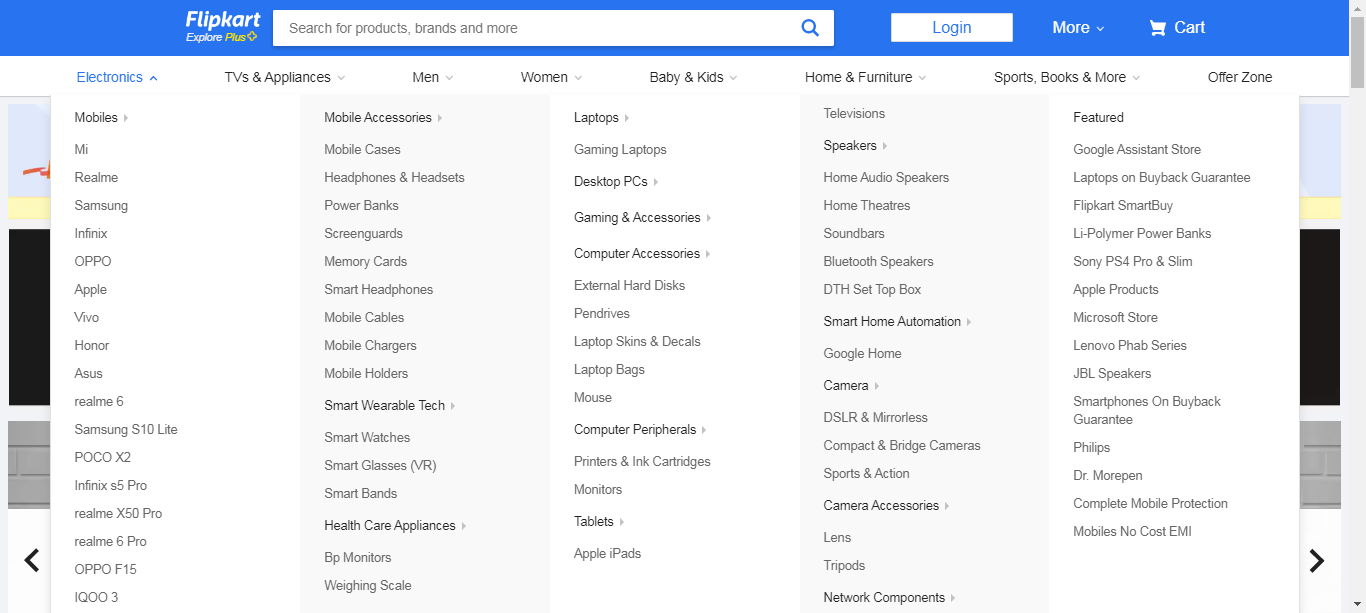 Flipkart
Explore Plus
Search for products, brands and more
Login
More
Cart
Electronics
TVs & Appliances
Men
Women
Baby & Kids
Home & Furniture
Sports, Books & More
Offer Zone
Mobiles
Mi
Realme
Samsung
Infinix
OPPO
Apple
Vivo
Honor
Asus
realme 6
Samsung S10 Lite
POCO X2
Infinix s5 Pro
realme X50 Pro
realme 6 Pro
OPPO F15
IQOO 3
Mobile Accessories
Mobile Cases
Headphones & Headsets
Power Banks
Screenguards
Memory Cards
Smart Headphones
Mobile Cables
Mobile Chargers
Mobile Holders
Smart Wearable Tech
Smart Watches
Smart Glasses (VR)
Smart Bands
Health Care Appliances
Bp Monitors
Weighing Scale
Laptops
Gaming Laptops
Desktop PCs
Gaming & Accessories
Computer Accessories
External Hard Disks
Pendrives
Laptop Skins & Decals
Laptop Bags
Mouse
Computer Peripherals
Printers & Ink Cartridges
Monitors
Tablets
Apple iPads
Televisions
Speakers
Home Audio Speakers
Home Theatres
Soundbars
Bluetooth Speakers
DTH Set Top Box
Smart Home Automation
Google Home
Camera
DSLR & Mirrorless
Compact & Bridge Cameras
Sports & Action
Camera Accessories
Lens
Tripods
Network Components
Featured
Google Assistant Store
Laptops on Buyback Guarantee
Flipkart SmartBuy
Li-Polymer Power Banks
Sony PS4 Pro & Slim
Apple Products
Microsoft Store
Lenovo Phab Series
JBL Speakers
Smartphones On Buyback
Guarantee
Philips
Dr. Morepen
Complete Mobile Protection
Mobiles No Cost EMI